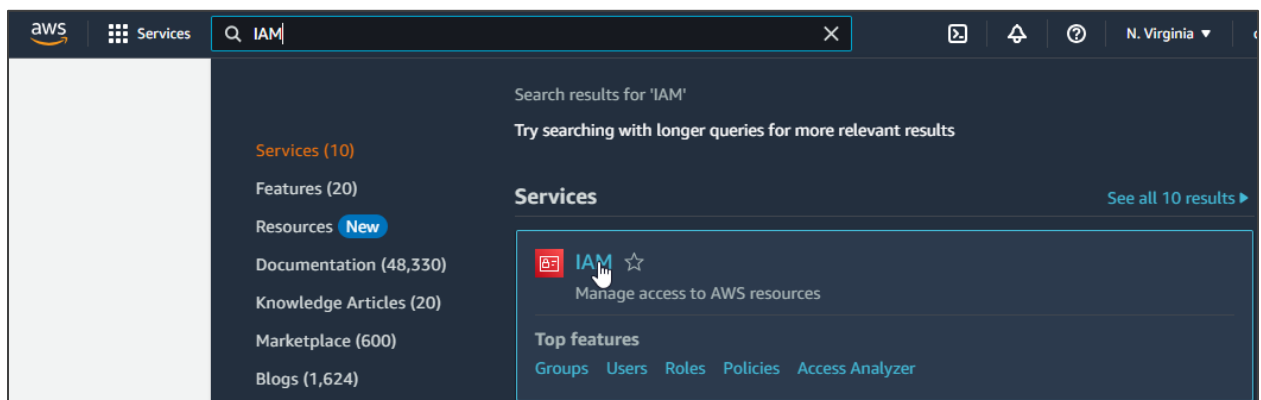 aws Services IAM N. Virginia
Search results for 'IAM'
Try searching with longer queries for more relevant results
Services (10)
Features (20)
Resources New
Documentation (48,330)
Knowledge Articles (20)
Marketplace (600)
Blogs (1,624)
Services See all 10 results
IAM
Manage access to AWS resources
Top features
Groups Users Roles Policies Access Analyzer